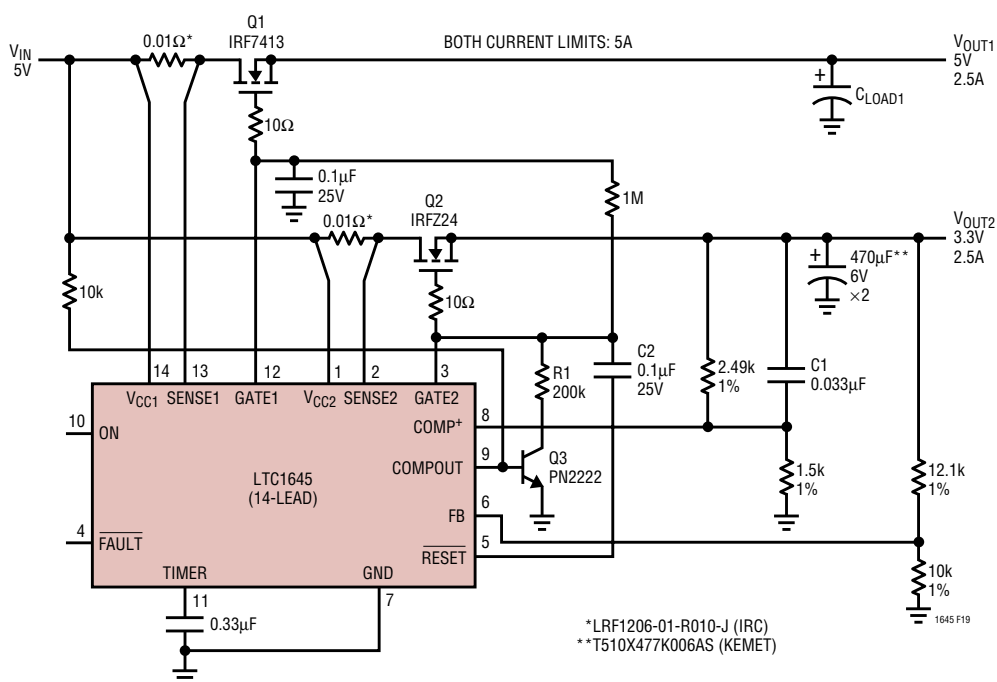 V_IN
5V
0.01Ω*
Q1
IRF7413
BOTH CURRENT LIMITS: 5A
V_OUT1
5V
2.5A
C_LOAD1
10Ω
0.1µF
25V
1M
Q2
IRFZ24
0.01Ω*
V_OUT2
3.3V
2.5A
470µF**
6V
×2
10k
10Ω
R1
200k
C2
0.1µF
25V
2.49k
1%
C1
0.033µF
14
13
12
1
2
3
V_CC1
SENSE1
GATE1
V_CC2
SENSE2
GATE2
10
ON
COMP+
8
COMPOUT
9
Q3
PN2222
1.5k
1%
12.1k
1%
LTC1645
(14-LEAD)
FB
6
4
FAULT
RESET
5
TIMER
GND
11
7
0.33µF
10k
1%
1645 F19
*LRF1206-01-R010-J (IRC)
**T510X477K006AS (KEMET)